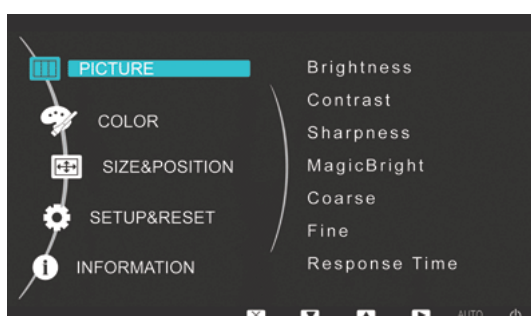 PICTURE
COLOR
SIZE&POSITION
SETUP&RESET
INFORMATION
Brightness
Contrast
Sharpness
MagicBright
Coarse
Fine
Response Time
AUTO